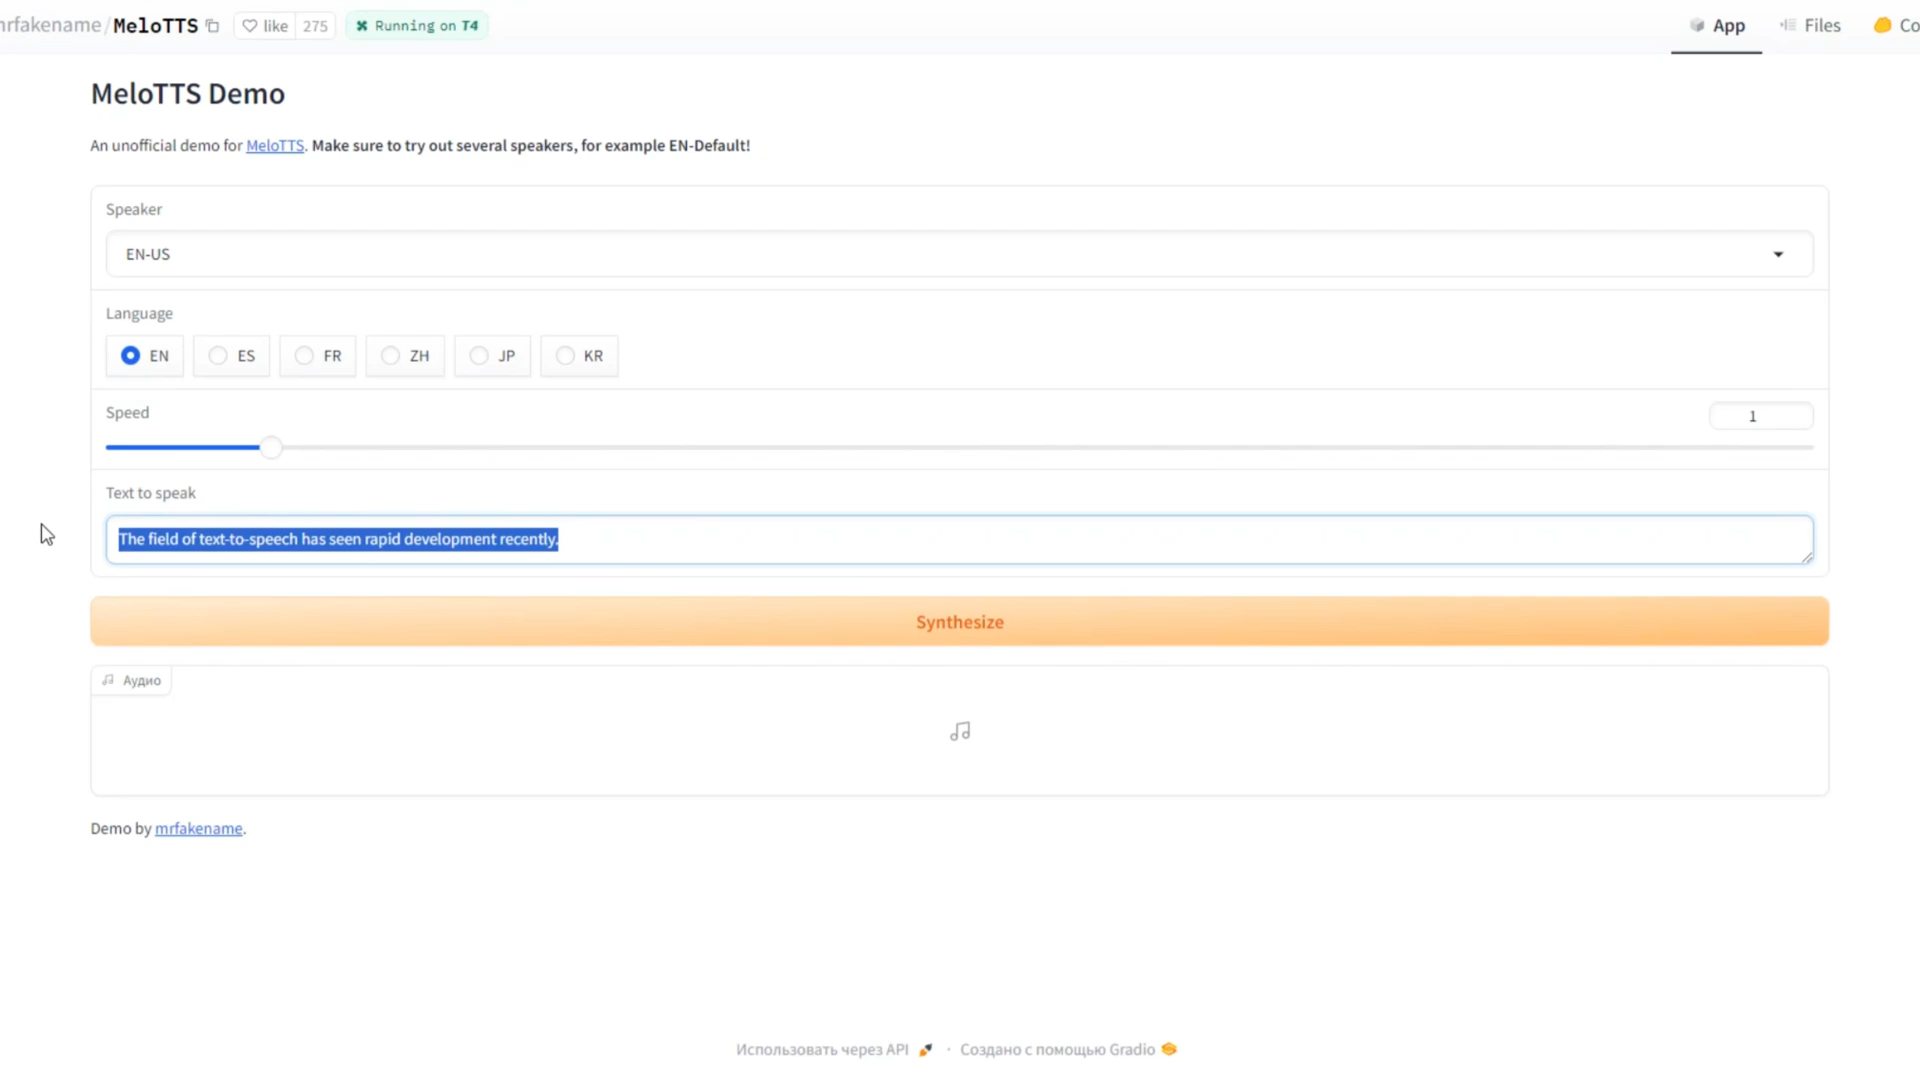 mrfakename/MeloTTS like 275 Running on T4 App Files Co
MeloTTS Demo
An unofficial demo for MeloTTS. Make sure to try out several speakers, for example EN-Default!
Speaker
EN-US
Language
EN ES FR ZH JP KR
Speed
1
Text to speak
The field of text-to-speech has seen rapid development recently.
Synthesize
Аудио
Demo by mrfakename.
Использовать через API · Создано с помощью Gradio